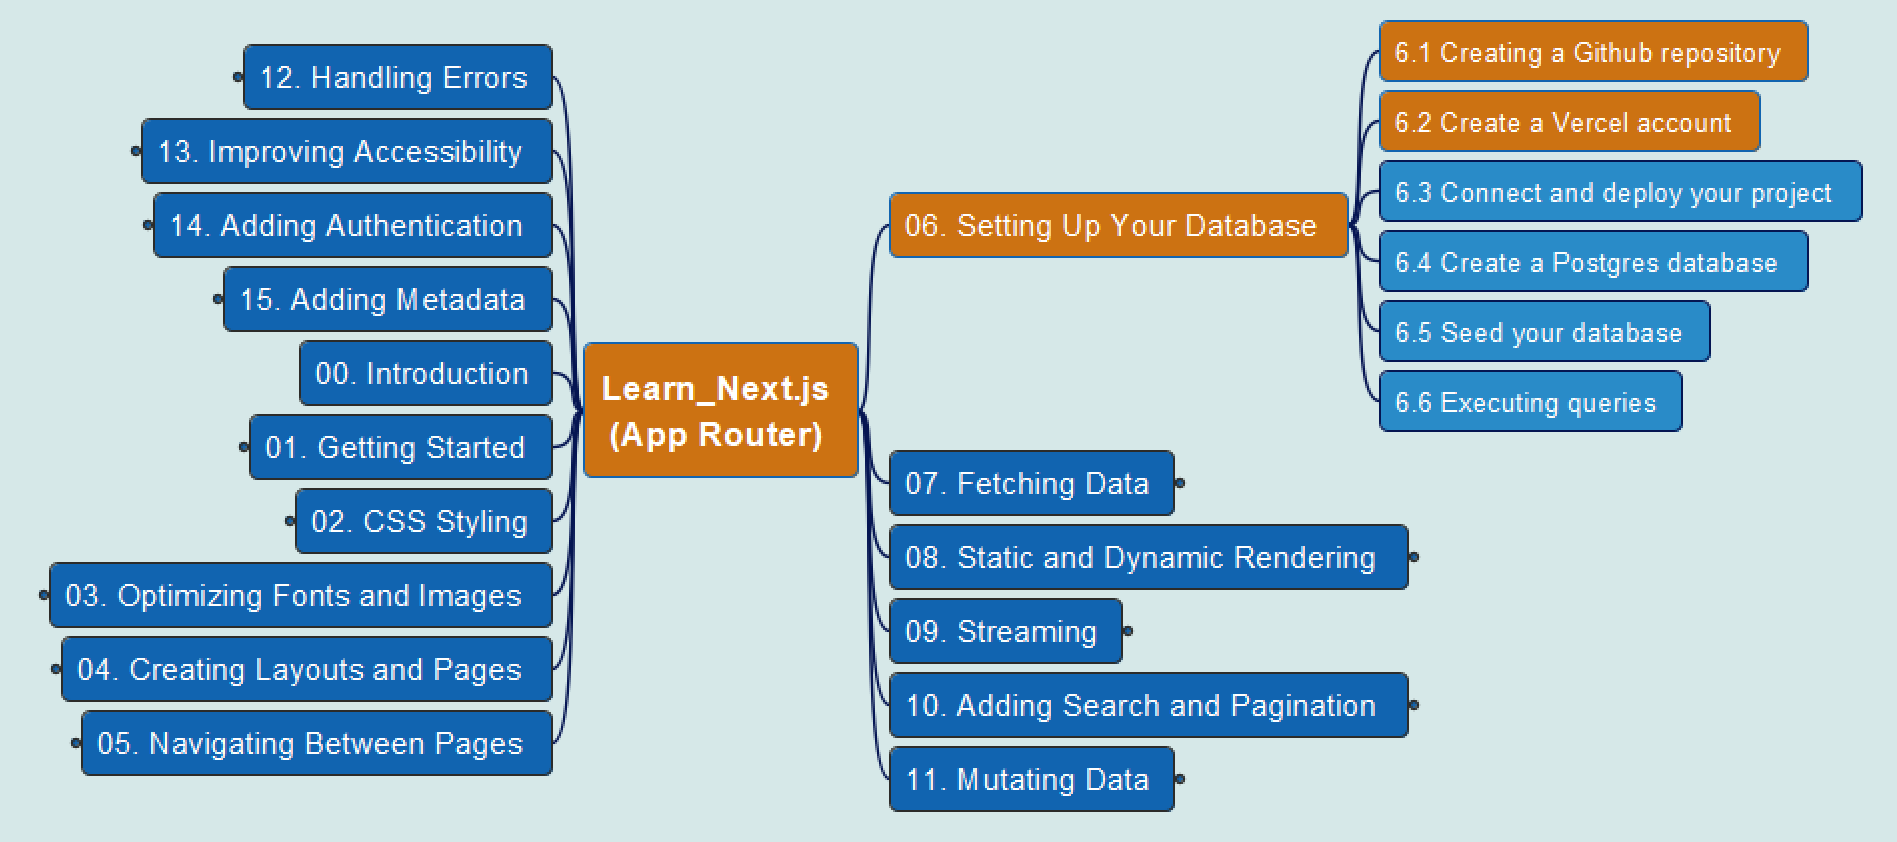 12. Handling Errors
13. Improving Accessibility
14. Adding Authentication
15. Adding Metadata
00. Introduction
01. Getting Started
02. CSS Styling
03. Optimizing Fonts and Images
04. Creating Layouts and Pages
05. Navigating Between Pages
Learn_Next.js
(App Router)
06. Setting Up Your Database
6.1 Creating a Github repository
6.2 Create a Vercel account
6.3 Connect and deploy your project
6.4 Create a Postgres database
6.5 Seed your database
6.6 Executing queries
07. Fetching Data
08. Static and Dynamic Rendering
09. Streaming
10. Adding Search and Pagination
11. Mutating Data